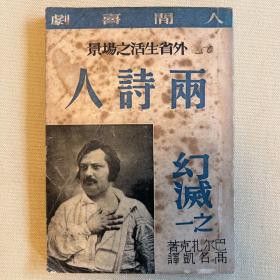 劇喜間人
景場之活生省外
人詩兩
幻滅
之一
巴尔扎克著
高名凱譯